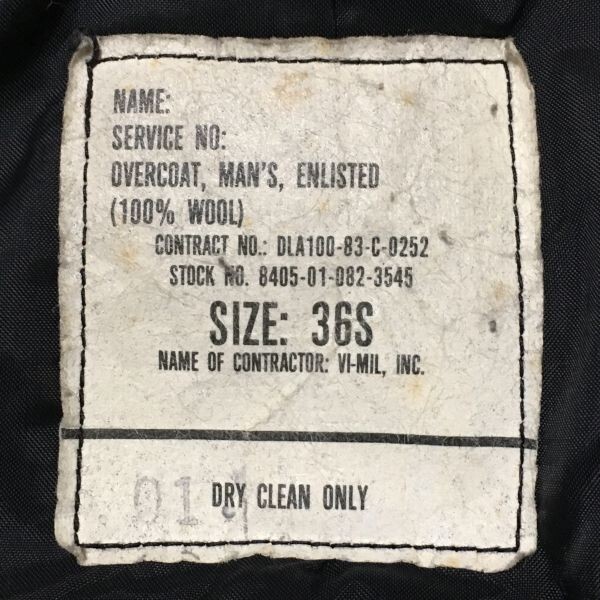 NAME:
SERVICE NO:
OVERCOAT, MAN'S, ENLISTED
(100% WOOL)
CONTRACT NO.: DLA100-83-C-0252
STOCK NO. 8405-01-082-3545
SIZE: 36S
NAME OF CONTRACTOR: VI-MIL, INC.
DRY CLEAN ONLY